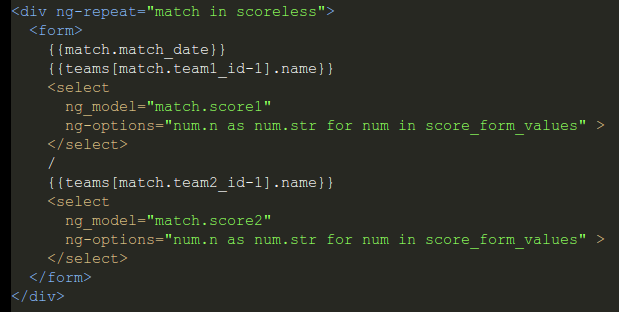 <div ng-repeat="match in scoreless">
<form>
{{match.match_date}}
{{teams[match.team1_id-1].name}}
<select
ng_model="match.score1"
ng-options="num.n as num.str for num in score_form_values" >
</select>
/
{{teams[match.team2_id-1].name}}
<select
ng_model="match.score2"
ng-options="num.n as num.str for num in score_form_values" >
</select>
</form>
</div>